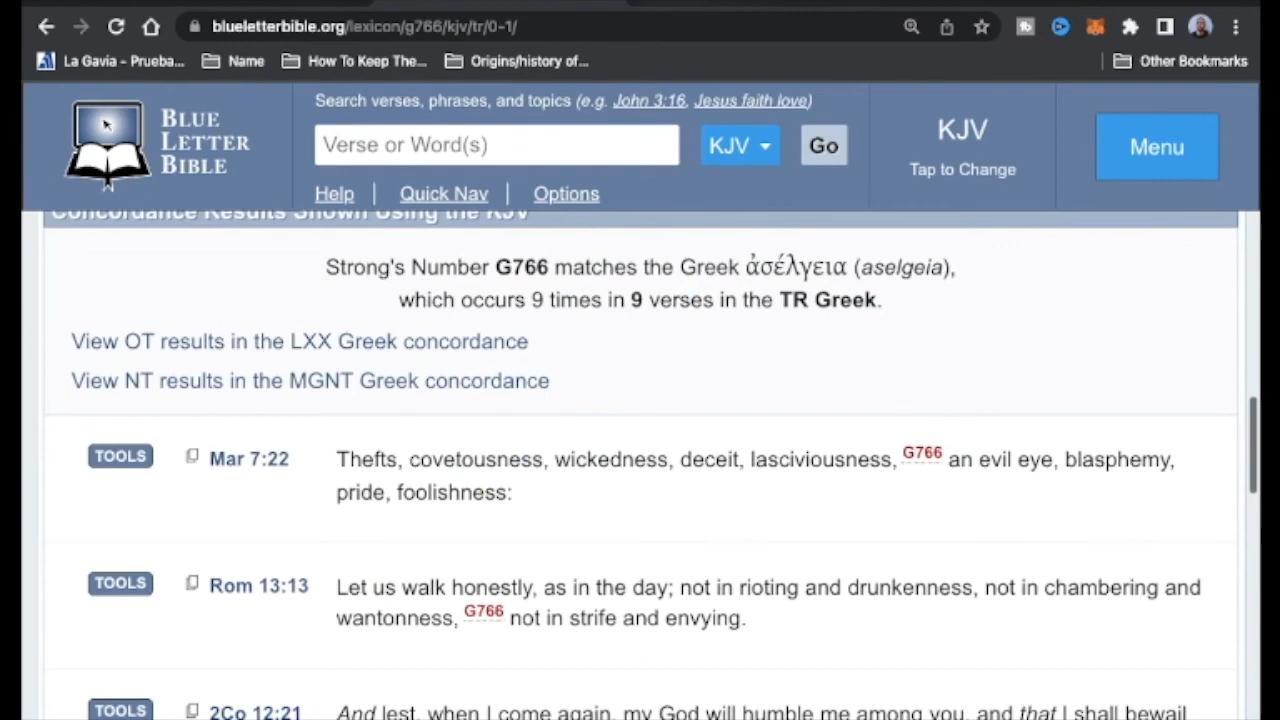 blueletterbible.org/lexicon/g766/kjv/tr/0-1/
La Gavia – Prueba... Name How To Keep The... Origins/history of... Other Bookmarks
BLUE LETTER BIBLE
Search verses, phrases, and topics (e.g. John 3:16, Jesus faith love)
Verse or Word(s) KJV Go
Help | Quick Nav | Options
KJV
Tap to Change
Menu
Concordance Results Shown Using the KJV
Strong's Number G766 matches the Greek ἀσέλγεια (aselgeia),
which occurs 9 times in 9 verses in the TR Greek.
View OT results in the LXX Greek concordance
View NT results in the MGNT Greek concordance
TOOLS Mar 7:22 Thefts, covetousness, wickedness, deceit, lasciviousness, G766 an evil eye, blasphemy,
pride, foolishness:
TOOLS Rom 13:13 Let us walk honestly, as in the day; not in rioting and drunkenness, not in chambering and
wantonness, G766 not in strife and envying.
TOOLS 2Co 12:21 And lest, when I come again, my God will humble me among you, and that I shall bewail